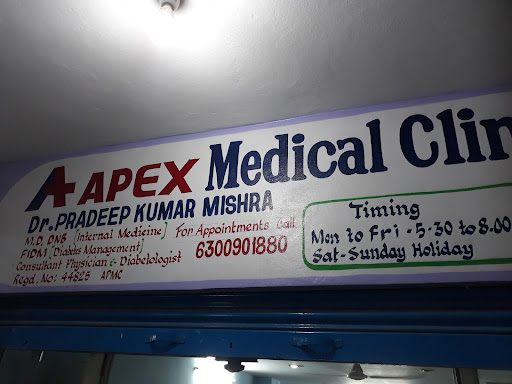 A APEX Medical Clin
Dr. PRADEEP KUMAR MISHRA
M.D, DNB [Internal Medicine]
FIDM [Diabetes Management]
Consultant Physician & Diabetologist
Regd. No: 44825 APMC
For Appointments Call
6300901880
Timing
Mon to Fri - 5-30 to 8.00
Sat-Sunday Holiday